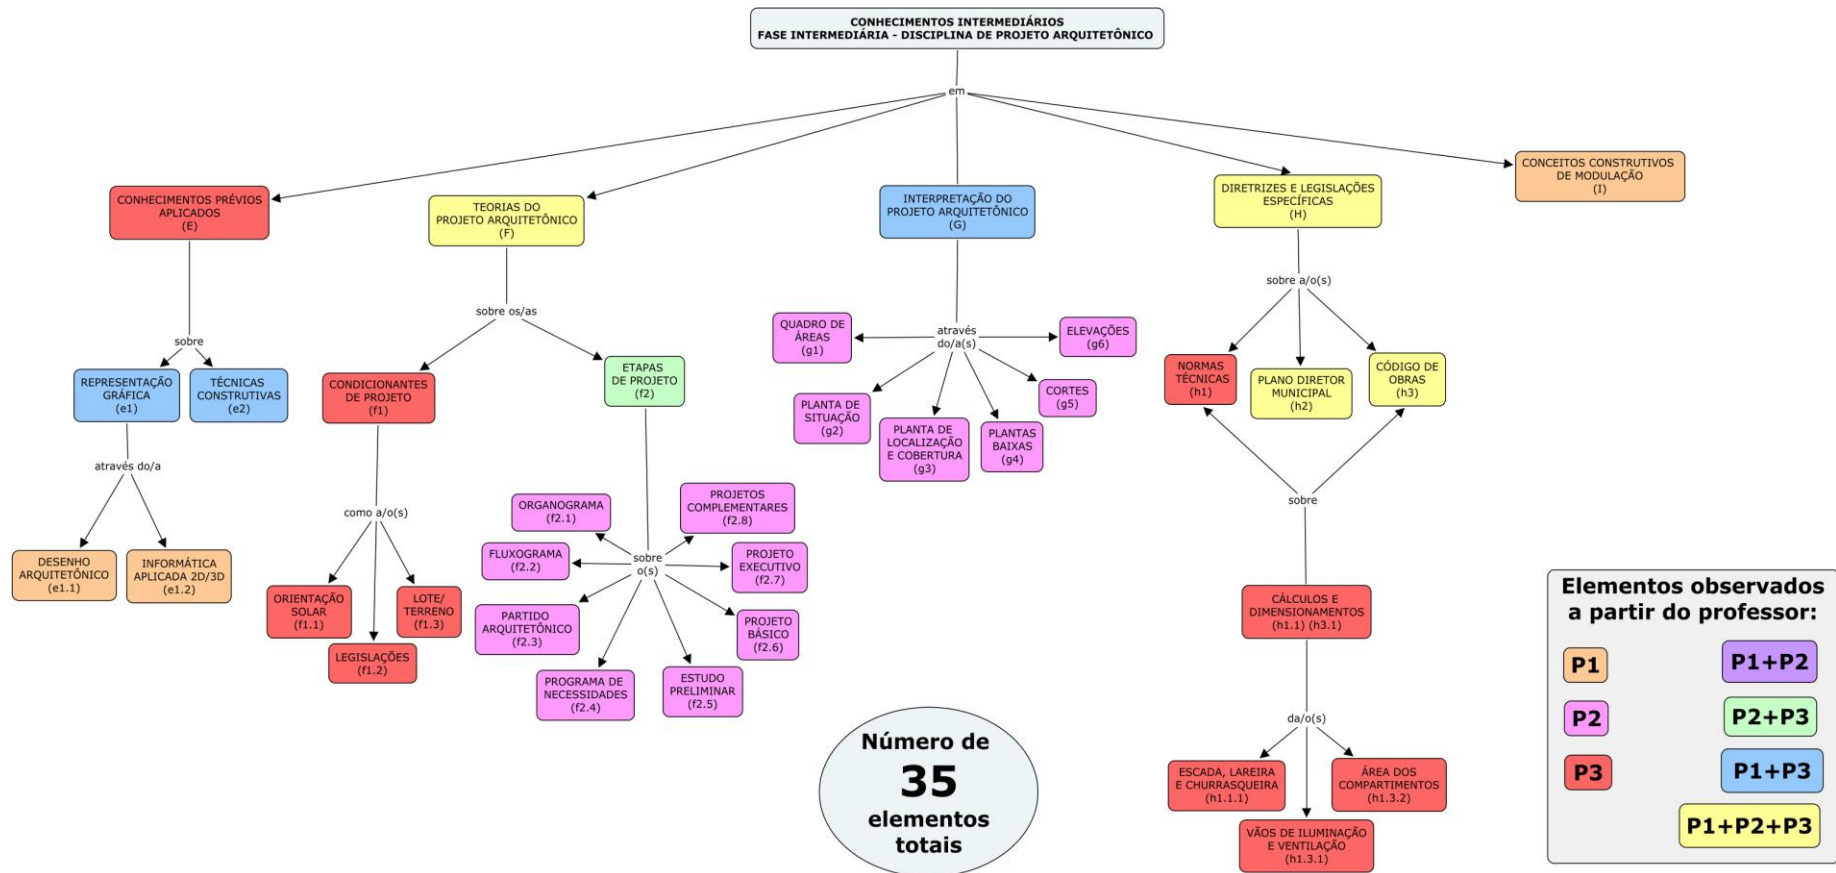 CONHECIMENTOS INTERMEDIÁRIOS
FASE INTERMEDIÁRIA - DISCIPLINA DE PROJETO ARQUITETÔNICO
em
CONHECIMENTOS PRÉVIOS
APLICADOS
(E)
TEORIAS DO
PROJETO ARQUITETÔNICO
(F)
INTERPRETAÇÃO DO
PROJETO ARQUITETÔNICO
(G)
DIRETRIZES E LEGISLAÇÕES
ESPECÍFICAS
(H)
CONCEITOS CONSTRUTIVOS
DE MODULAÇÃO
(I)
sobre
REPRESENTAÇÃO
GRÁFICA
(e1)
TÉCNICAS
CONSTRUTIVAS
(e2)
através do/a
DESENHO
ARQUITETÔNICO
(e1.1)
INFORMÁTICA
APLICADA 2D/3D
(e1.2)
sobre os/as
CONDICIONANTES
DE PROJETO
(f1)
ETAPAS
DE PROJETO
(f2)
como a/o(s)
ORIENTAÇÃO
SOLAR
(f1.1)
LEGISLAÇÕES
(f1.2)
LOTE/
TERRENO
(f1.3)
sobre
o(s)
ORGANOGRAMA
(f2.1)
FLUXOGRAMA
(f2.2)
PARTIDO
ARQUITETÔNICO
(f2.3)
PROGRAMA DE
NECESSIDADES
(f2.4)
ESTUDO
PRELIMINAR
(f2.5)
PROJETO
BÁSICO
(f2.6)
PROJETO
EXECUTIVO
(f2.7)
PROJETOS
COMPLEMENTARES
(f2.8)
através
do/a(s)
QUADRO DE
ÁREAS
(g1)
PLANTA DE
SITUAÇÃO
(g2)
PLANTA DE
LOCALIZAÇÃO
E COBERTURA
(g3)
PLANTAS
BAIXAS
(g4)
CORTES
(g5)
ELEVAÇÕES
(g6)
sobre a/o(s)
NORMAS
TÉCNICAS
(h1)
PLANO DIRETOR
MUNICIPAL
(h2)
CÓDIGO DE
OBRAS
(h3)
sobre
CÁLCULOS E
DIMENSIONAMENTOS
(h1.1) (h3.1)
da/o(s)
ESCADA, LAREIRA
E CHURRASQUEIRA
(h1.1.1)
VÃOS DE ILUMINAÇÃO
E VENTILAÇÃO
(h1.3.1)
ÁREA DOS
COMPARTIMENTOS
(h1.3.2)
Número de
35
elementos
totais
Elementos observados
a partir do professor:
P1
P1+P2
P2
P2+P3
P3
P1+P3
P1+P2+P3